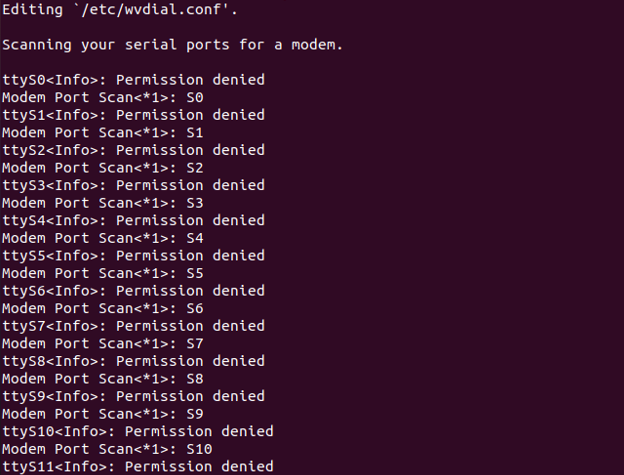 Editing `/etc/wvdial.conf'.
Scanning your serial ports for a modem.
ttyS0<Info>: Permission denied
Modem Port Scan<*1>: S0
ttyS1<Info>: Permission denied
Modem Port Scan<*1>: S1
ttyS2<Info>: Permission denied
Modem Port Scan<*1>: S2
ttyS3<Info>: Permission denied
Modem Port Scan<*1>: S3
ttyS4<Info>: Permission denied
Modem Port Scan<*1>: S4
ttyS5<Info>: Permission denied
Modem Port Scan<*1>: S5
ttyS6<Info>: Permission denied
Modem Port Scan<*1>: S6
ttyS7<Info>: Permission denied
Modem Port Scan<*1>: S7
ttyS8<Info>: Permission denied
Modem Port Scan<*1>: S8
ttyS9<Info>: Permission denied
Modem Port Scan<*1>: S9
ttyS10<Info>: Permission denied
Modem Port Scan<*1>: S10
ttyS11<Info>: Permission denied